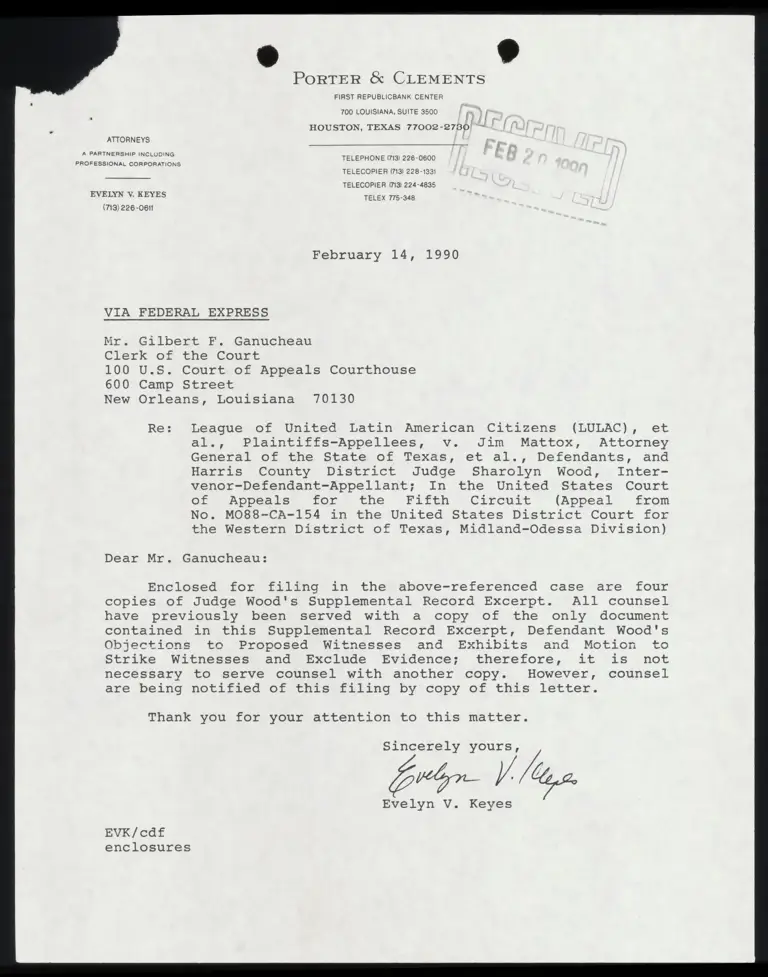 PORTER & CLEMENTS
FIRST REPUBLICBANK CENTER
700 LOUISIANA, SUITE 3500
HOUSTON, TEXAS 77002-2730
ATTORNEYS
A PARTNERSHIP INCLUDING
PROFESSIONAL CORPORATIONS
EVELYN V. KEYES
(713) 226-0611
TELEPHONE (713) 226-0600
TELECOPIER (713) 228-1331
TELECOPIER (713) 224-4835
TELEX 775-348
RECEIVED
FEB 20 1990
February 14, 1990
VIA FEDERAL EXPRESS
Mr. Gilbert F. Ganucheau
Clerk of the Court
100 U.S. Court of Appeals Courthouse
600 Camp Street
New Orleans, Louisiana 70130
Re: League of United Latin American Citizens (LULAC), et
al., Plaintiffs-Appellees, v. Jim Mattox, Attorney
General of the State of Texas, et al., Defendants, and
Harris County District Judge Sharolyn Wood, Inter-
venor-Defendant-Appellant; In the United States Court
of Appeals for the Fifth Circuit (Appeal from
No. MO88-CA-154 in the United States District Court for
the Western District of Texas, Midland-Odessa Division)
Dear Mr. Ganucheau:
Enclosed for filing in the above-referenced case are four
copies of Judge Wood's Supplemental Record Excerpt. All counsel
have previously been served with a copy of the only document
contained in this Supplemental Record Excerpt, Defendant Wood's
Objections to Proposed Witnesses and Exhibits and Motion to
Strike Witnesses and Exclude Evidence; therefore, it is not
necessary to serve counsel with another copy. However, counsel
are being notified of this filing by copy of this letter.
Thank you for your attention to this matter.
Sincerely yours,
Evelyn V. Keyes
Evelyn V. Keyes
EVK/cdf
enclosures